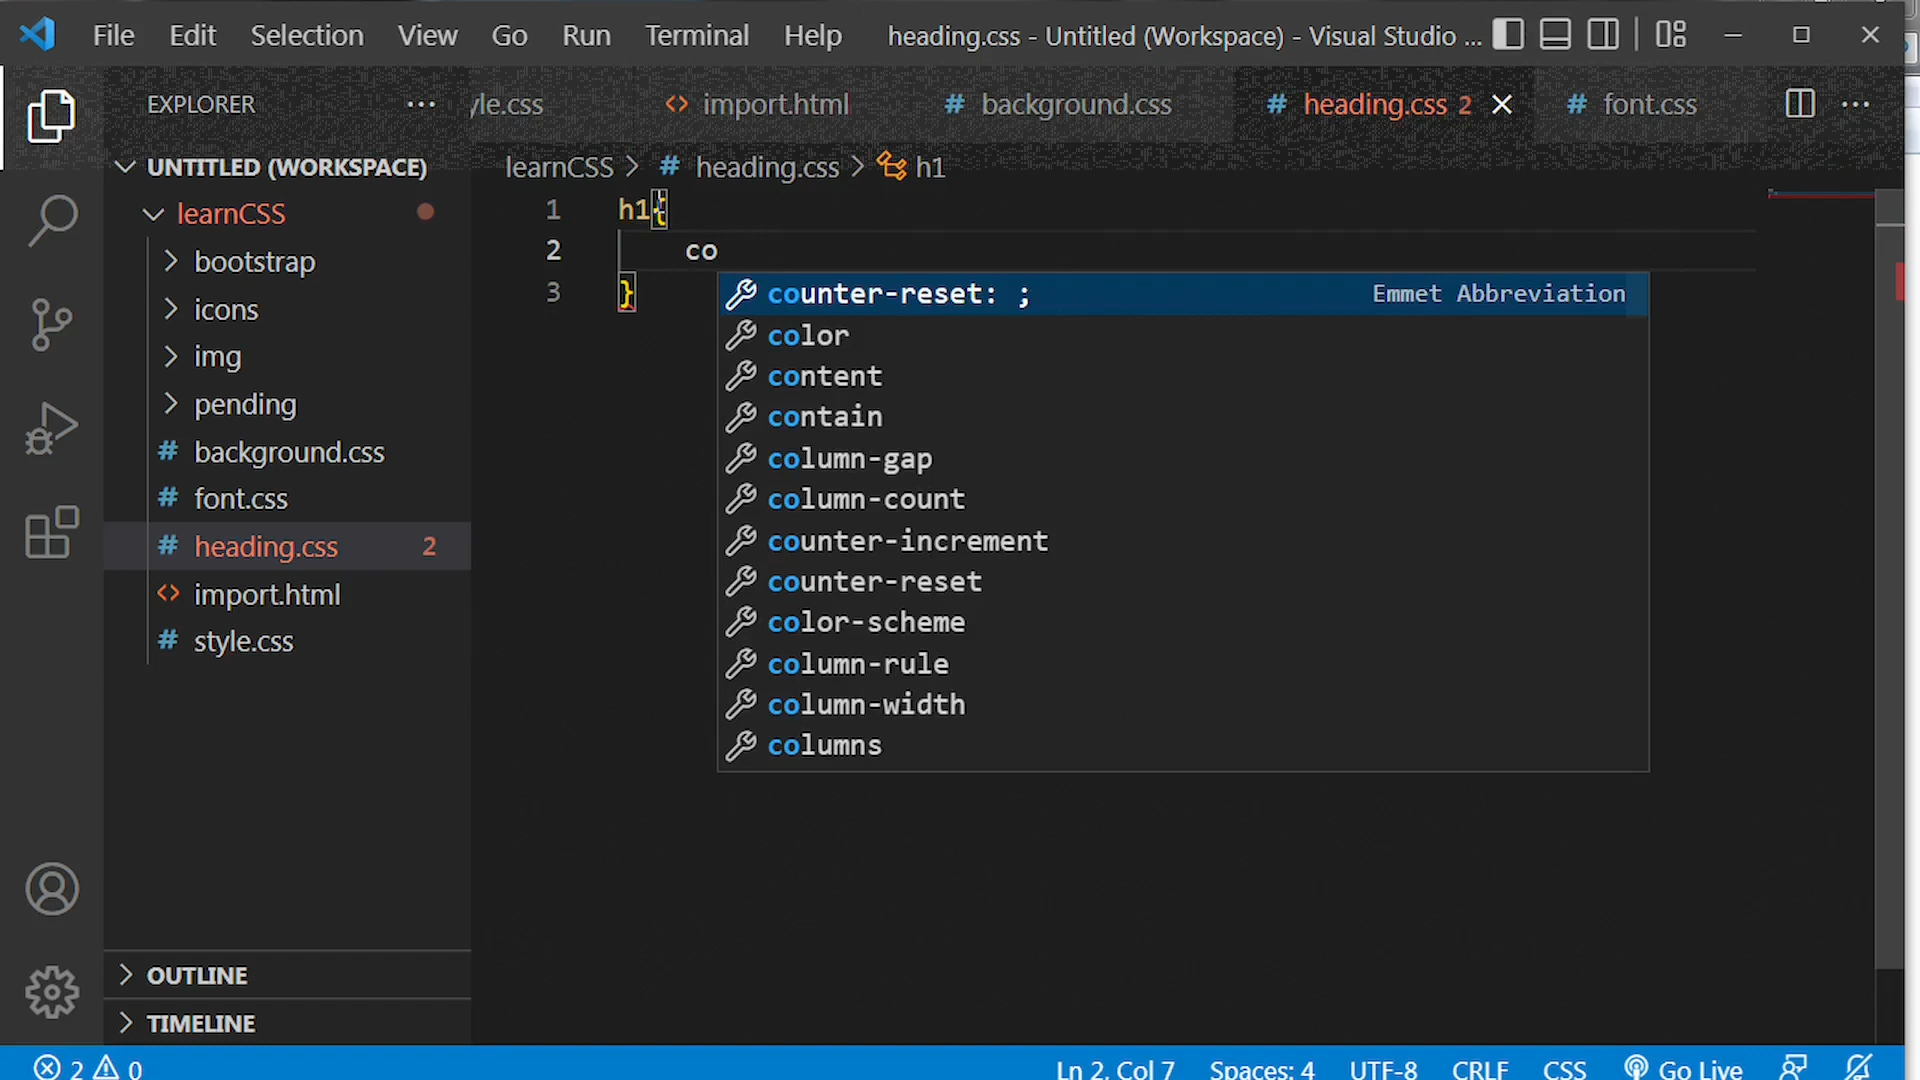 File Edit Selection View Go Run Terminal Help heading.css - Untitled (Workspace) - Visual Studio ...
EXPLORER ··· yle.css <> import.html # background.css # heading.css 2 # font.css ···
UNTITLED (WORKSPACE)
learnCSS > # heading.css > h1
learnCSS
bootstrap
icons
img
pending
# background.css
# font.css
# heading.css 2
<> import.html
# style.css
OUTLINE
TIMELINE
1 h1{
2 co
3 }
counter-reset: ; Emmet Abbreviation
color
content
contain
column-gap
column-count
counter-increment
counter-reset
color-scheme
column-rule
column-width
columns
2 0 Ln 2, Col 7 Spaces: 4 UTF-8 CRLF CSS Go Live